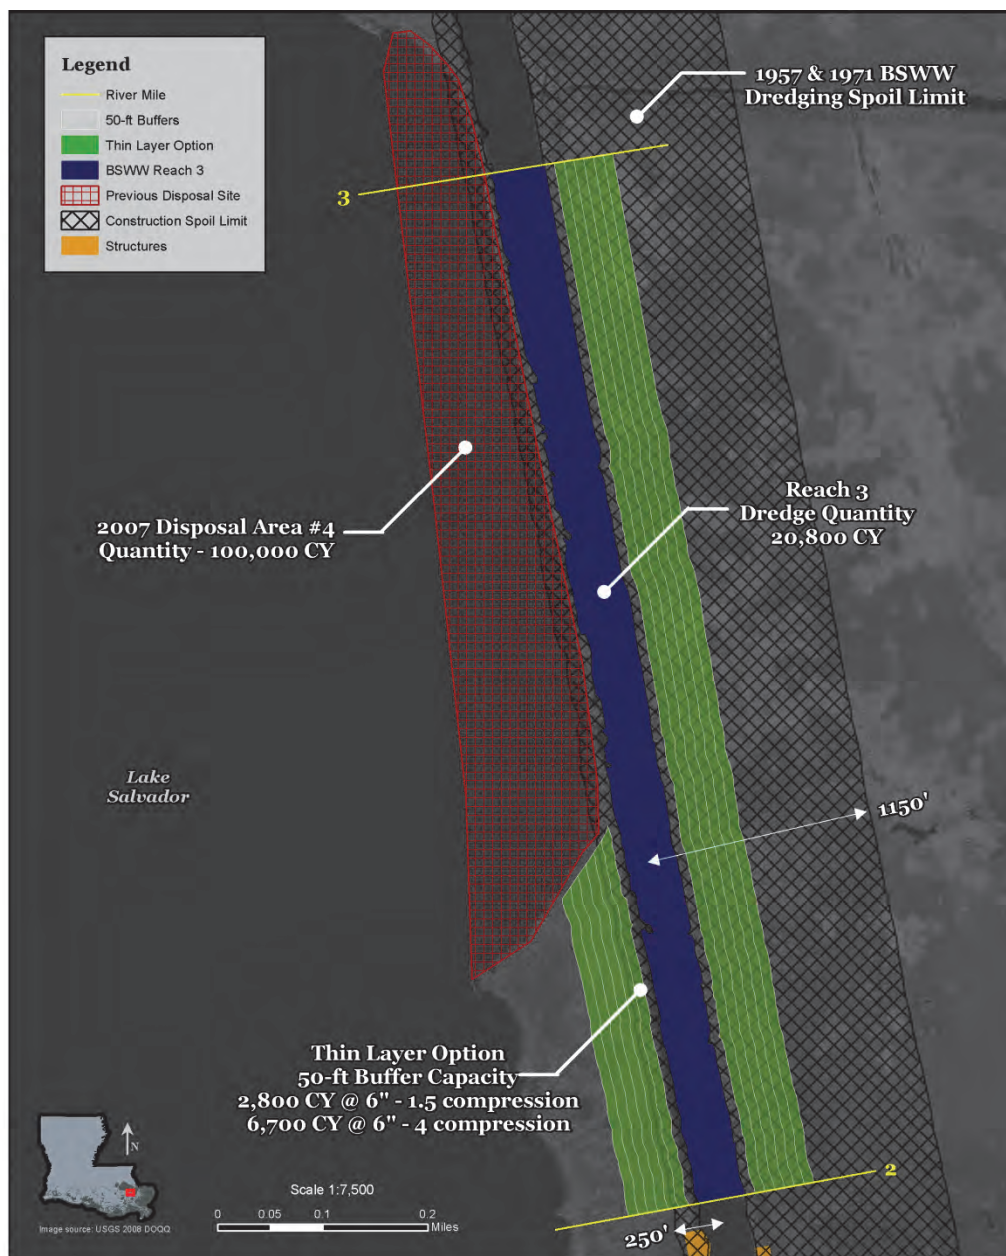 Legend
River Mile
50-ft Buffers
Thin Layer Option
BSWW Reach 3
Previous Disposal Site
Construction Spoil Limit
Structures
1957 & 1971 BSWW
Dredging Spoil Limit
3
2007 Disposal Area #4
Quantity - 100,000 CY
Reach 3
Dredge Quantity
20,800 CY
Lake
Salvador
1150'
Thin Layer Option
50-ft Buffer Capacity
2,800 CY @ 6" - 1.5 compression
6,700 CY @ 6" - 4 compression
2
250'
N
Scale 1:7,500
0 0.05 0.1 0.2
Miles
Image source: USGS 2008 DOQQ